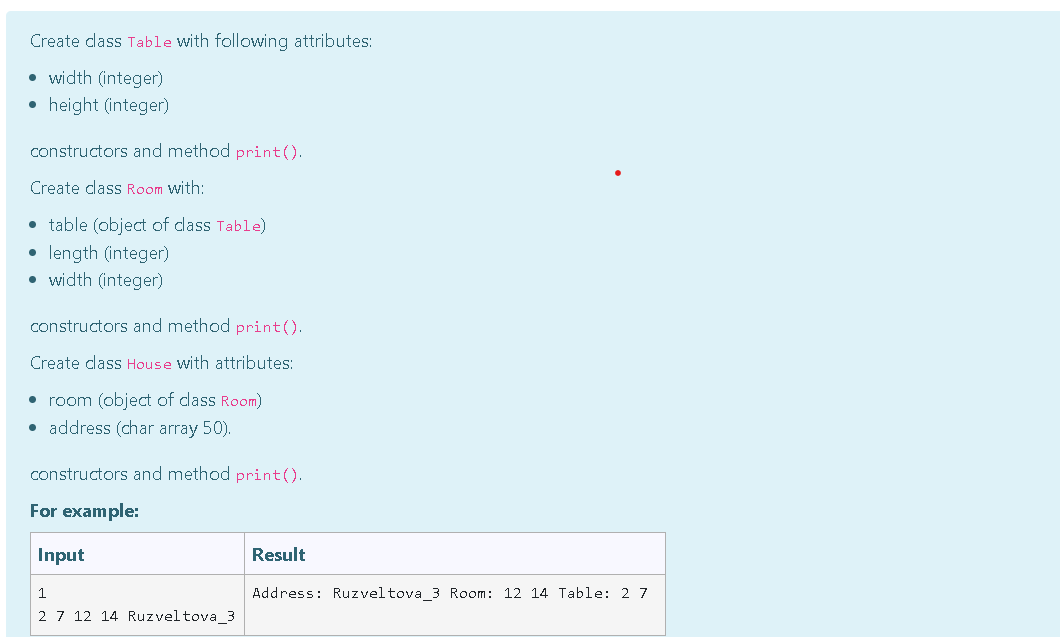 Create class Table with following attributes:
width (integer)
height (integer)
constructors and method print().
Create class Room with:
table (object of class Table)
length (integer)
width (integer)
constructors and method print().
Create class House with attributes:
room (object of class Room)
address (char array 50).
constructors and method print().
For example:
Input Result
1 Address: Ruzveltova_3 Room: 12 14 Table: 2 7
2 7 12 14 Ruzveltova_3